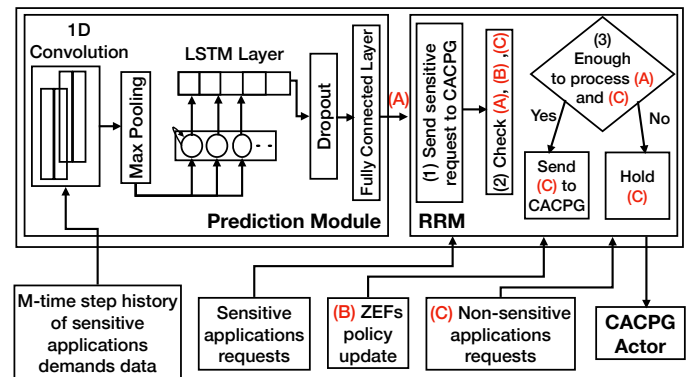 1D
Convolution
Max Pooling
LSTM Layer
Dropout
Fully Connected Layer
Prediction Module
(A)
(1) Send sensitive
request to CACPG
(2) Check (A), (B) ,(C)
(3)
Enough
to process (A)
and (C)
Yes
No
Send
(C) to
CACPG
Hold
(C)
RRM
M-time step history
of sensitive
applications
demands data
Sensitive
applications
requests
(B) ZEFs
policy
update
(C) Non-sensitive
applications
requests
CACPG
Actor